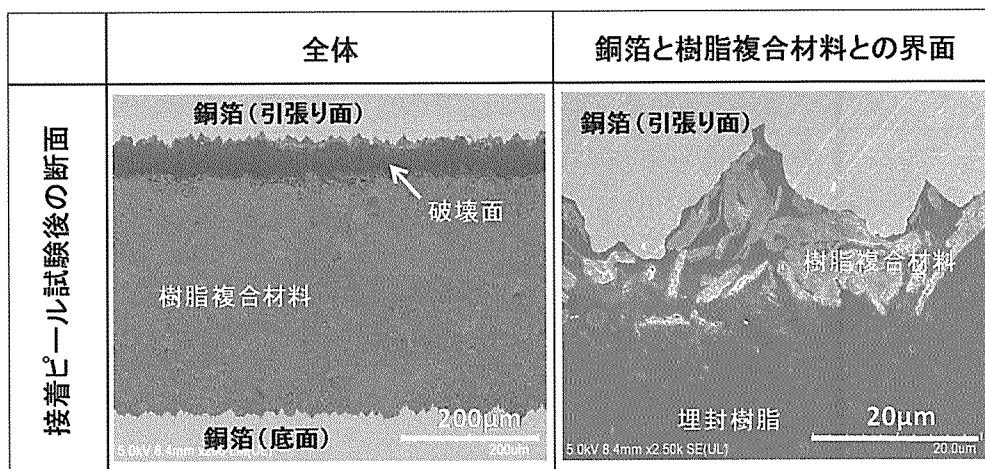 全体
銅箔と樹脂複合材料との界面
接着ピール試験後の断面
銅箔(引張り面)
破壊面
樹脂複合材料
200μm
銅箔(底面)
200um
銅箔(引張り面)
樹脂複合材料
埋封樹脂
20μm
5.0kV 8.4mm x2.50k SE(UL)
20.0um